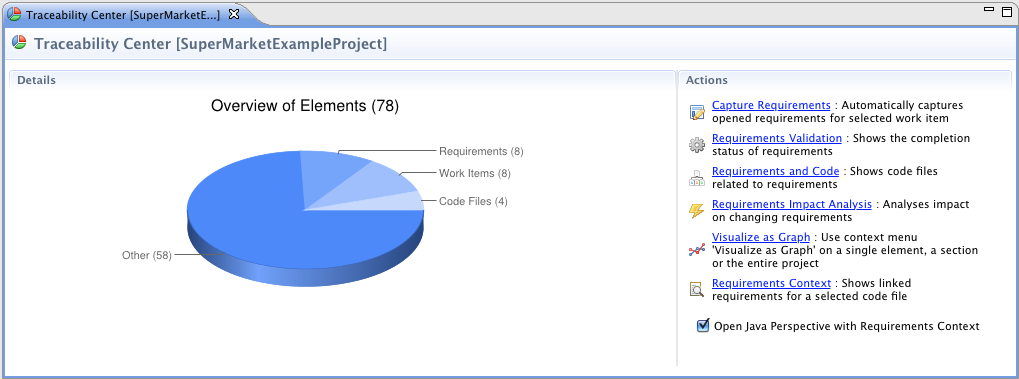 Traceability Center [SuperMarketE...]
Traceability Center [SuperMarketExampleProject]
Details
Overview of Elements (78)
Requirements (8)
Work Items (8)
Code Files (4)
Other (58)
Actions
Capture Requirements : Automatically captures
opened requirements for selected work item
Requirements Validation : Shows the completion
status of requirements
Requirements and Code : Shows code files
related to requirements
Requirements Impact Analysis : Analyses impact
on changing requirements
Visualize as Graph : Use context menu
'Visualize as Graph' on a single element, a section
or the entire project
Requirements Context : Shows linked
requirements for a selected code file
Open Java Perspective with Requirements Context